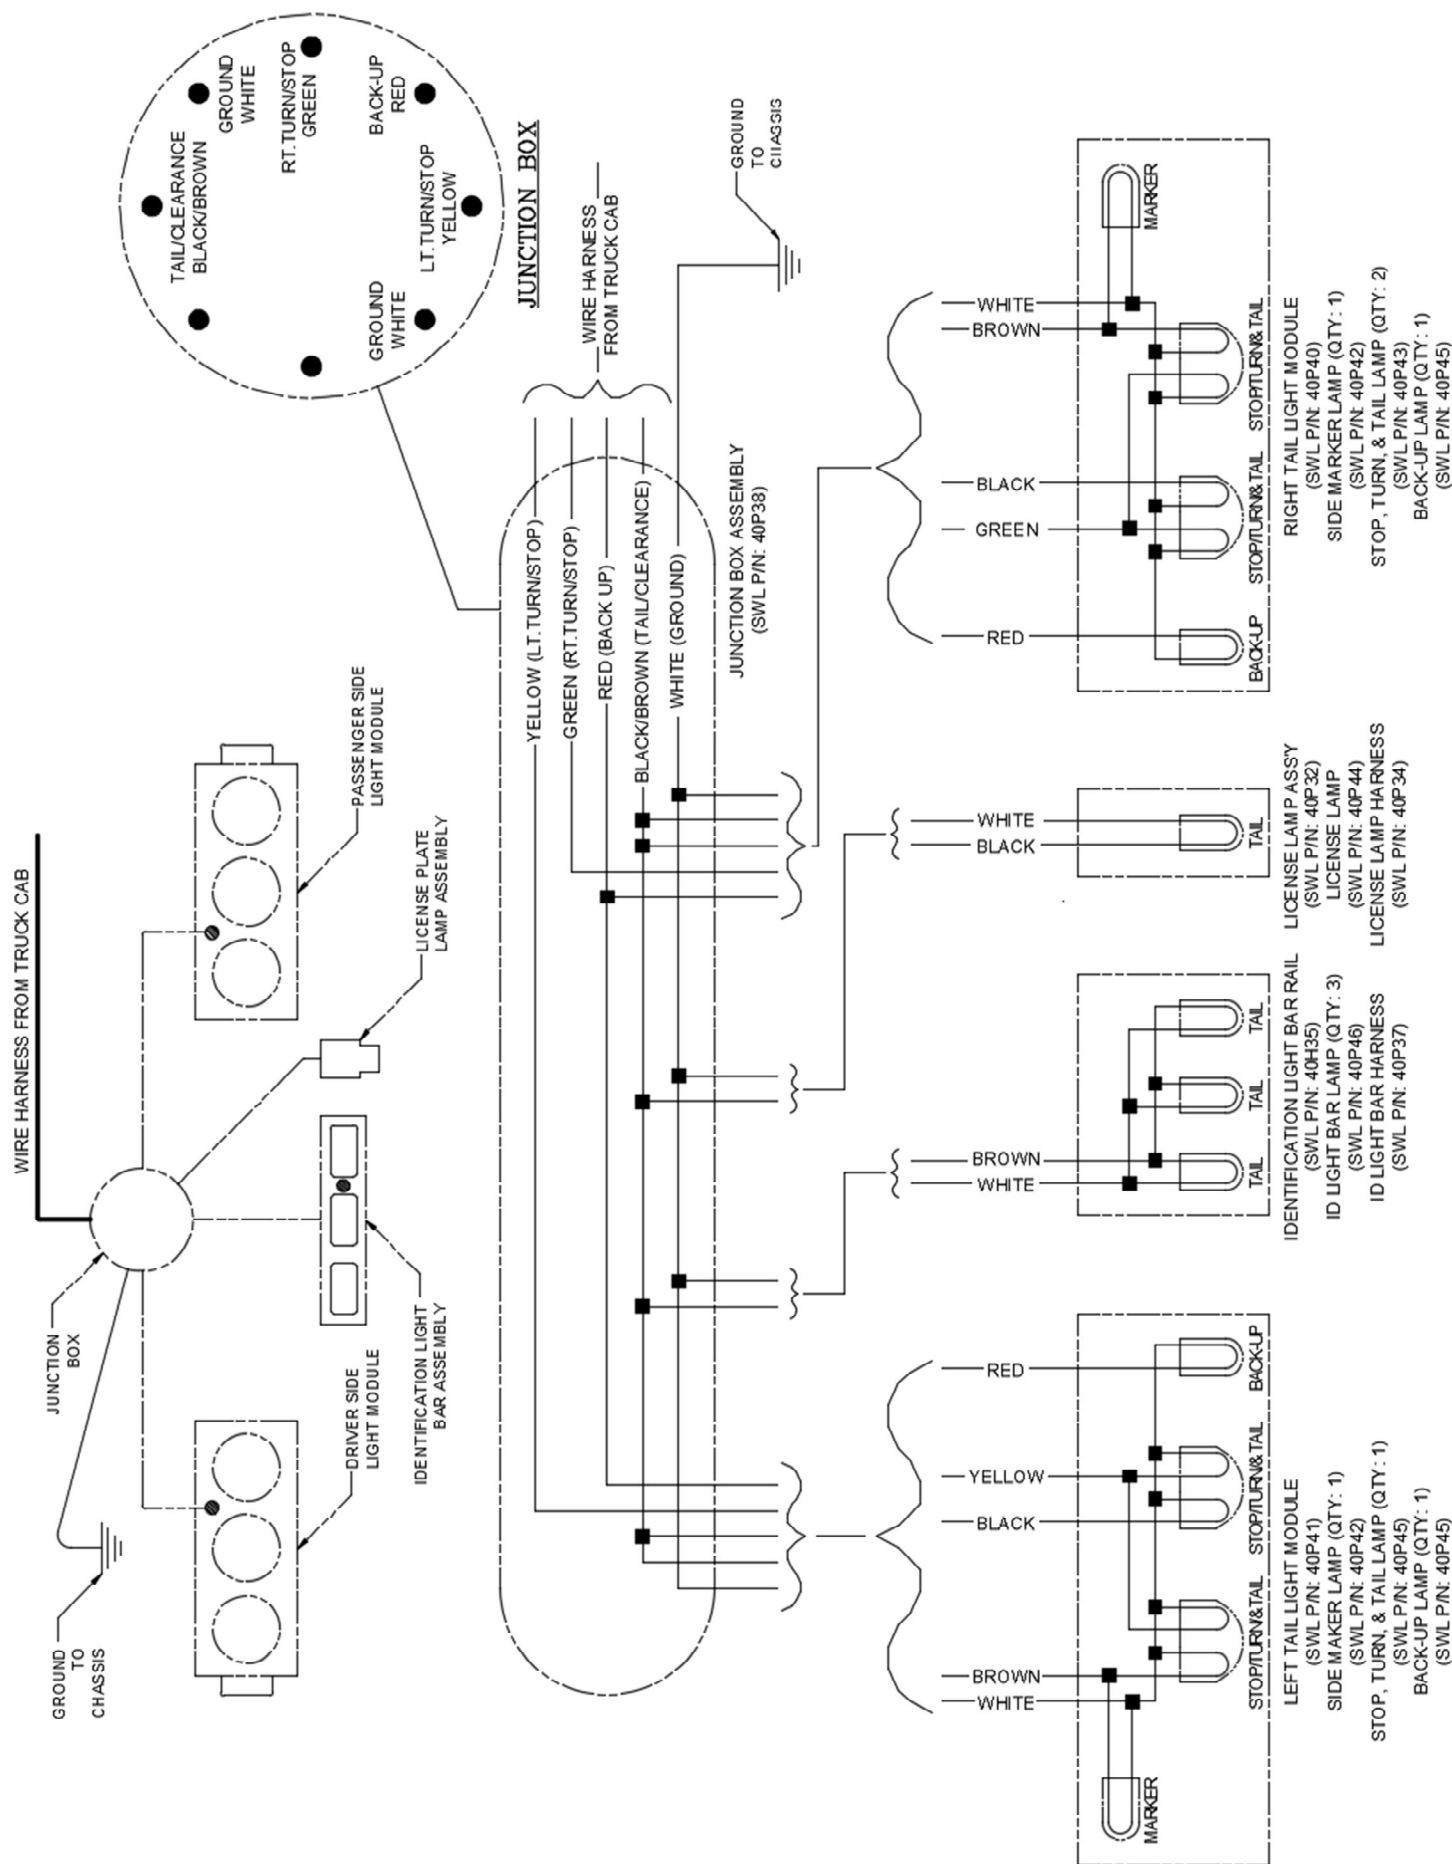 WIRE HARNESS FROM TRUCK CAB
JUNCTION
BOX
GROUND
TO
CHASSIS
DRIVER SIDE
LIGHT MODULE
IDENTIFICATION LIGHT
BAR ASSEMBLY
LICENSE PLATE
LAMP ASSEMBLY
PASSENGER SIDE
LIGHT MODULE
TAIL/CLEARANCE
BLACK/BROWN
GROUND
WHITE
RT.TURN/STOP
GREEN
BACK-UP
RED
LT.TURN/STOP
YELLOW
GROUND
WHITE
JUNCTION BOX
YELLOW (LT.TURN/STOP)
GREEN (RT.TURN/STOP)
RED (BACK UP)
BLACK/BROWN (TAIL/CLEARANCE)
WHITE (GROUND)
WIRE HARNESS
FROM TRUCK CAB
JUNCTION BOX ASSEMBLY
(SWL P/N: 40P38)
GROUND
TO
CHASSIS
WHITE
BROWN
BLACK
YELLOW
RED
MARKER
STOP/TURN&TAIL
STOP/TURN&TAIL
BACK-UP
LEFT TAIL LIGHT MODULE
(SWL P/N: 40P41)
SIDE MAKER LAMP (QTY: 1)
(SWL P/N: 40P42)
STOP, TURN, & TAIL LAMP (QTY: 1)
(SWL P/N: 40P45)
BACK-UP LAMP (QTY: 1)
(SWL P/N: 40P45)
WHITE
BROWN
TAIL
TAIL
TAIL
IDENTIFICATION LIGHT BAR RAIL
(SWL P/N: 40H35)
ID LIGHT BAR LAMP (QTY: 3)
(SWL P/N: 40P46)
ID LIGHT BAR HARNESS
(SWL P/N: 40P37)
BLACK
WHITE
TAIL
LICENSE LAMP ASSY
(SWL P/N: 40P32)
LICENSE LAMP
(SWL P/N: 40P44)
LICENSE LAMP HARNESS
(SWL P/N: 40P34)
RED
GREEN
BLACK
BROWN
WHITE
BACK-UP
STOP/TURN&TAIL
STOP/TURN&TAIL
MARKER
RIGHT TAIL LIGHT MODULE
(SWL P/N: 40P40)
SIDE MARKER LAMP (QTY: 1)
(SWL P/N: 40P42)
STOP, TURN, & TAIL LAMP (QTY: 2)
(SWL P/N: 40P43)
BACK-UP LAMP (QTY: 1)
(SWL P/N: 40P45)